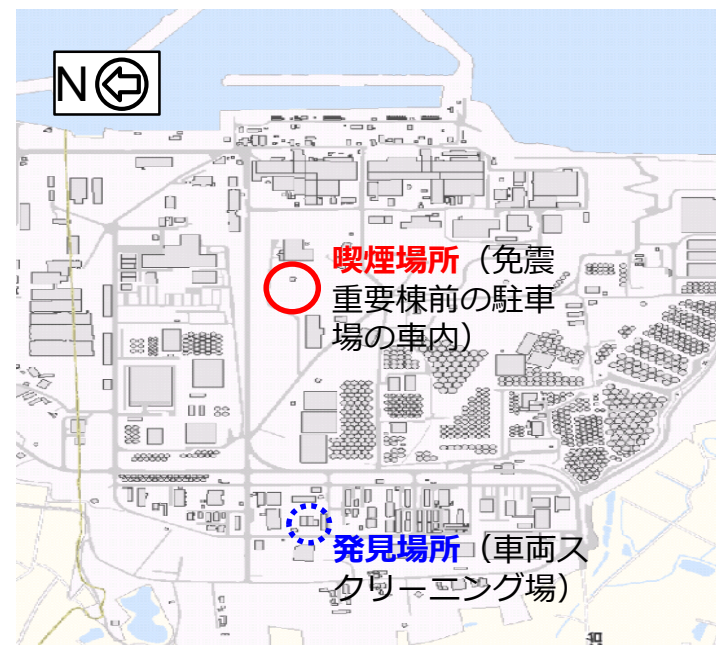 N
喫煙場所（免震
重要棟前の駐車
場の車内）
発見場所（車両ス
クリーニング場）